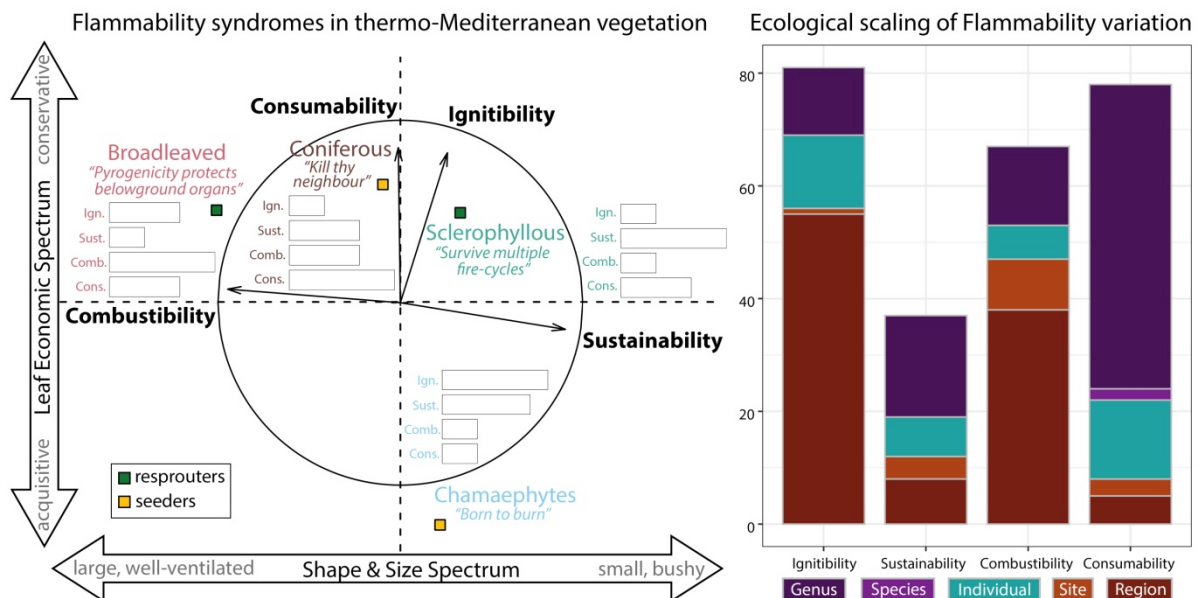 Flammability syndromes in thermo-Mediterranean vegetation
Leaf Economic Spectrum
conservative
acquisitive
Consumability
Ignitibility
Broadleaved
“Pyrogenicity protects
belowground organs”
Ign.
Sust.
Comb.
Cons.
Coniferous
“Kill thy
neighbour”
Ign.
Sust.
Comb.
Cons.
Sclerophyllous
“Survive multiple
fire-cycles”
Ign.
Sust.
Comb.
Cons.
Combustibility
Sustainability
Ign.
Sust.
Comb.
Cons.
Chamaephytes
“Born to burn”
resprouters
seeders
large, well-ventilated
Shape & Size Spectrum
small, bushy
Ecological scaling of Flammability variation
80
60
40
20
0
Ignitibility Sustainability Combustibility Consumability
Genus Species Individual Site Region